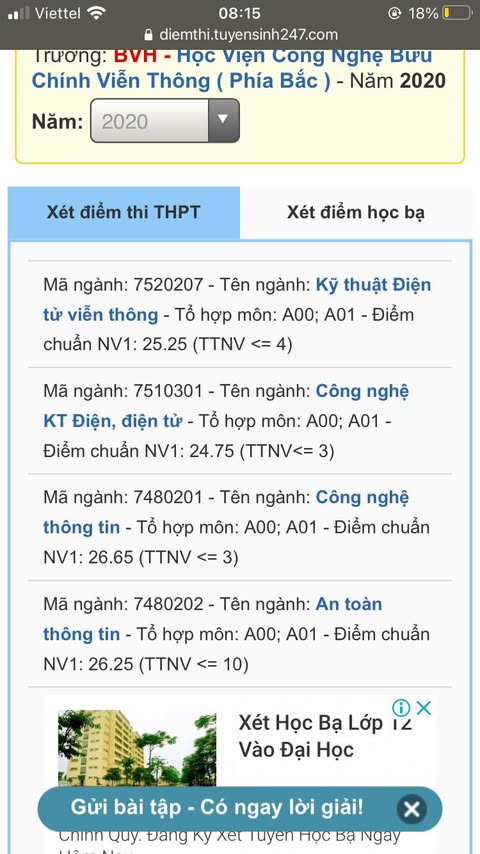 Viettel 08:15 18%
diemthi.tuyensinh247.com
Trường: BVH - Học Viện Công Nghệ Bưu
Chính Viễn Thông ( Phía Bắc ) - Năm 2020
Năm: 2020
Xét điểm thi THPT Xét điểm học bạ
Mã ngành: 7520207 - Tên ngành: Kỹ thuật Điện
tử viễn thông - Tổ hợp môn: A00; A01 - Điểm
chuẩn NV1: 25.25 (TTNV <= 4)
Mã ngành: 7510301 - Tên ngành: Công nghệ
KT Điện, điện tử - Tổ hợp môn: A00; A01 -
Điểm chuẩn NV1: 24.75 (TTNV<= 3)
Mã ngành: 7480201 - Tên ngành: Công nghệ
thông tin - Tổ hợp môn: A00; A01 - Điểm chuẩn
NV1: 26.65 (TTNV <= 3)
Mã ngành: 7480202 - Tên ngành: An toàn
thông tin - Tổ hợp môn: A00; A01 - Điểm chuẩn
NV1: 26.25 (TTNV <= 10)
Xét Học Bạ Lớp 12
Vào Đại Học
Gửi bài tập - Có ngay lời giải!
Chính Quy. Đăng Ký Xét Tuyển Học Bạ Ngay
Hôm Nay